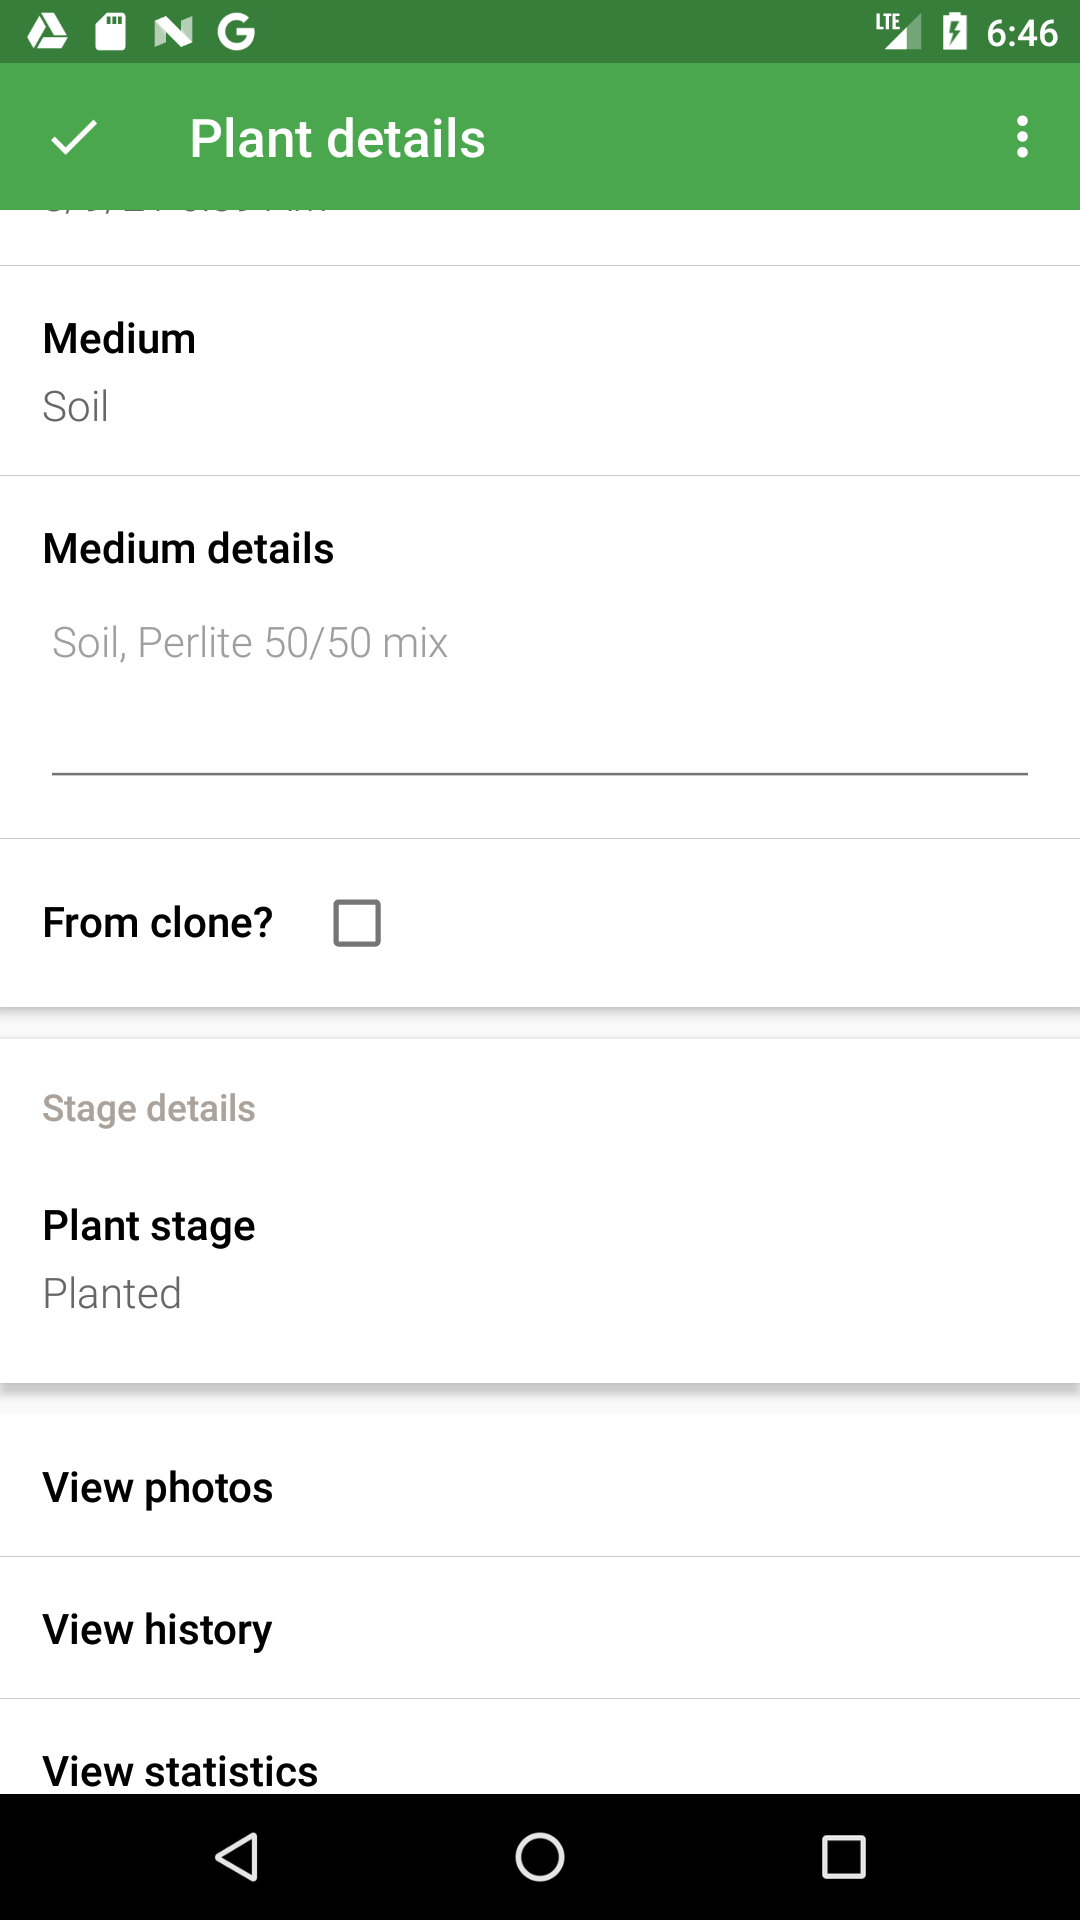 LTE 6:46
Plant details
Medium
Soil
Medium details
Soil, Perlite 50/50 mix
From clone?
Stage details
Plant stage
Planted
View photos
View history
View statistics